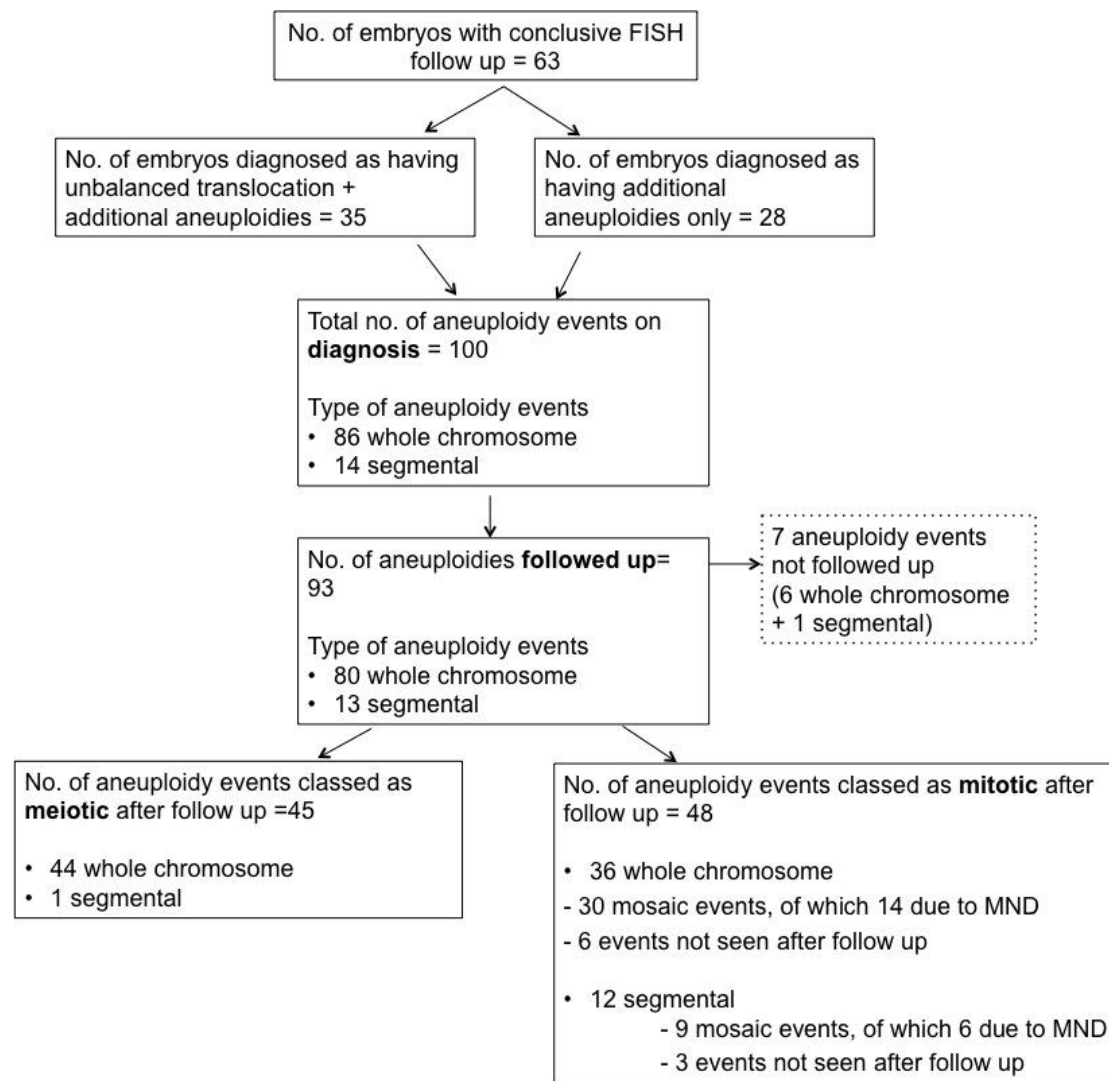 No. of embryos with conclusive FISH
follow up = 63
No. of embryos diagnosed as having
unbalanced translocation +
additional aneuploidies = 35
No. of embryos diagnosed as
having additional
aneuploidies only = 28
Total no. of aneuploidy events on
diagnosis = 100
Type of aneuploidy events
• 86 whole chromosome
• 14 segmental
No. of aneuploidies followed up=
93
Type of aneuploidy events
• 80 whole chromosome
• 13 segmental
7 aneuploidy events
not followed up
(6 whole chromosome
+ 1 segmental)
No. of aneuploidy events classed as
meiotic after follow up =45
• 44 whole chromosome
• 1 segmental
No. of aneuploidy events classed as mitotic after
follow up = 48
• 36 whole chromosome
- 30 mosaic events, of which 14 due to MND
- 6 events not seen after follow up
• 12 segmental
- 9 mosaic events, of which 6 due to MND
- 3 events not seen after follow up